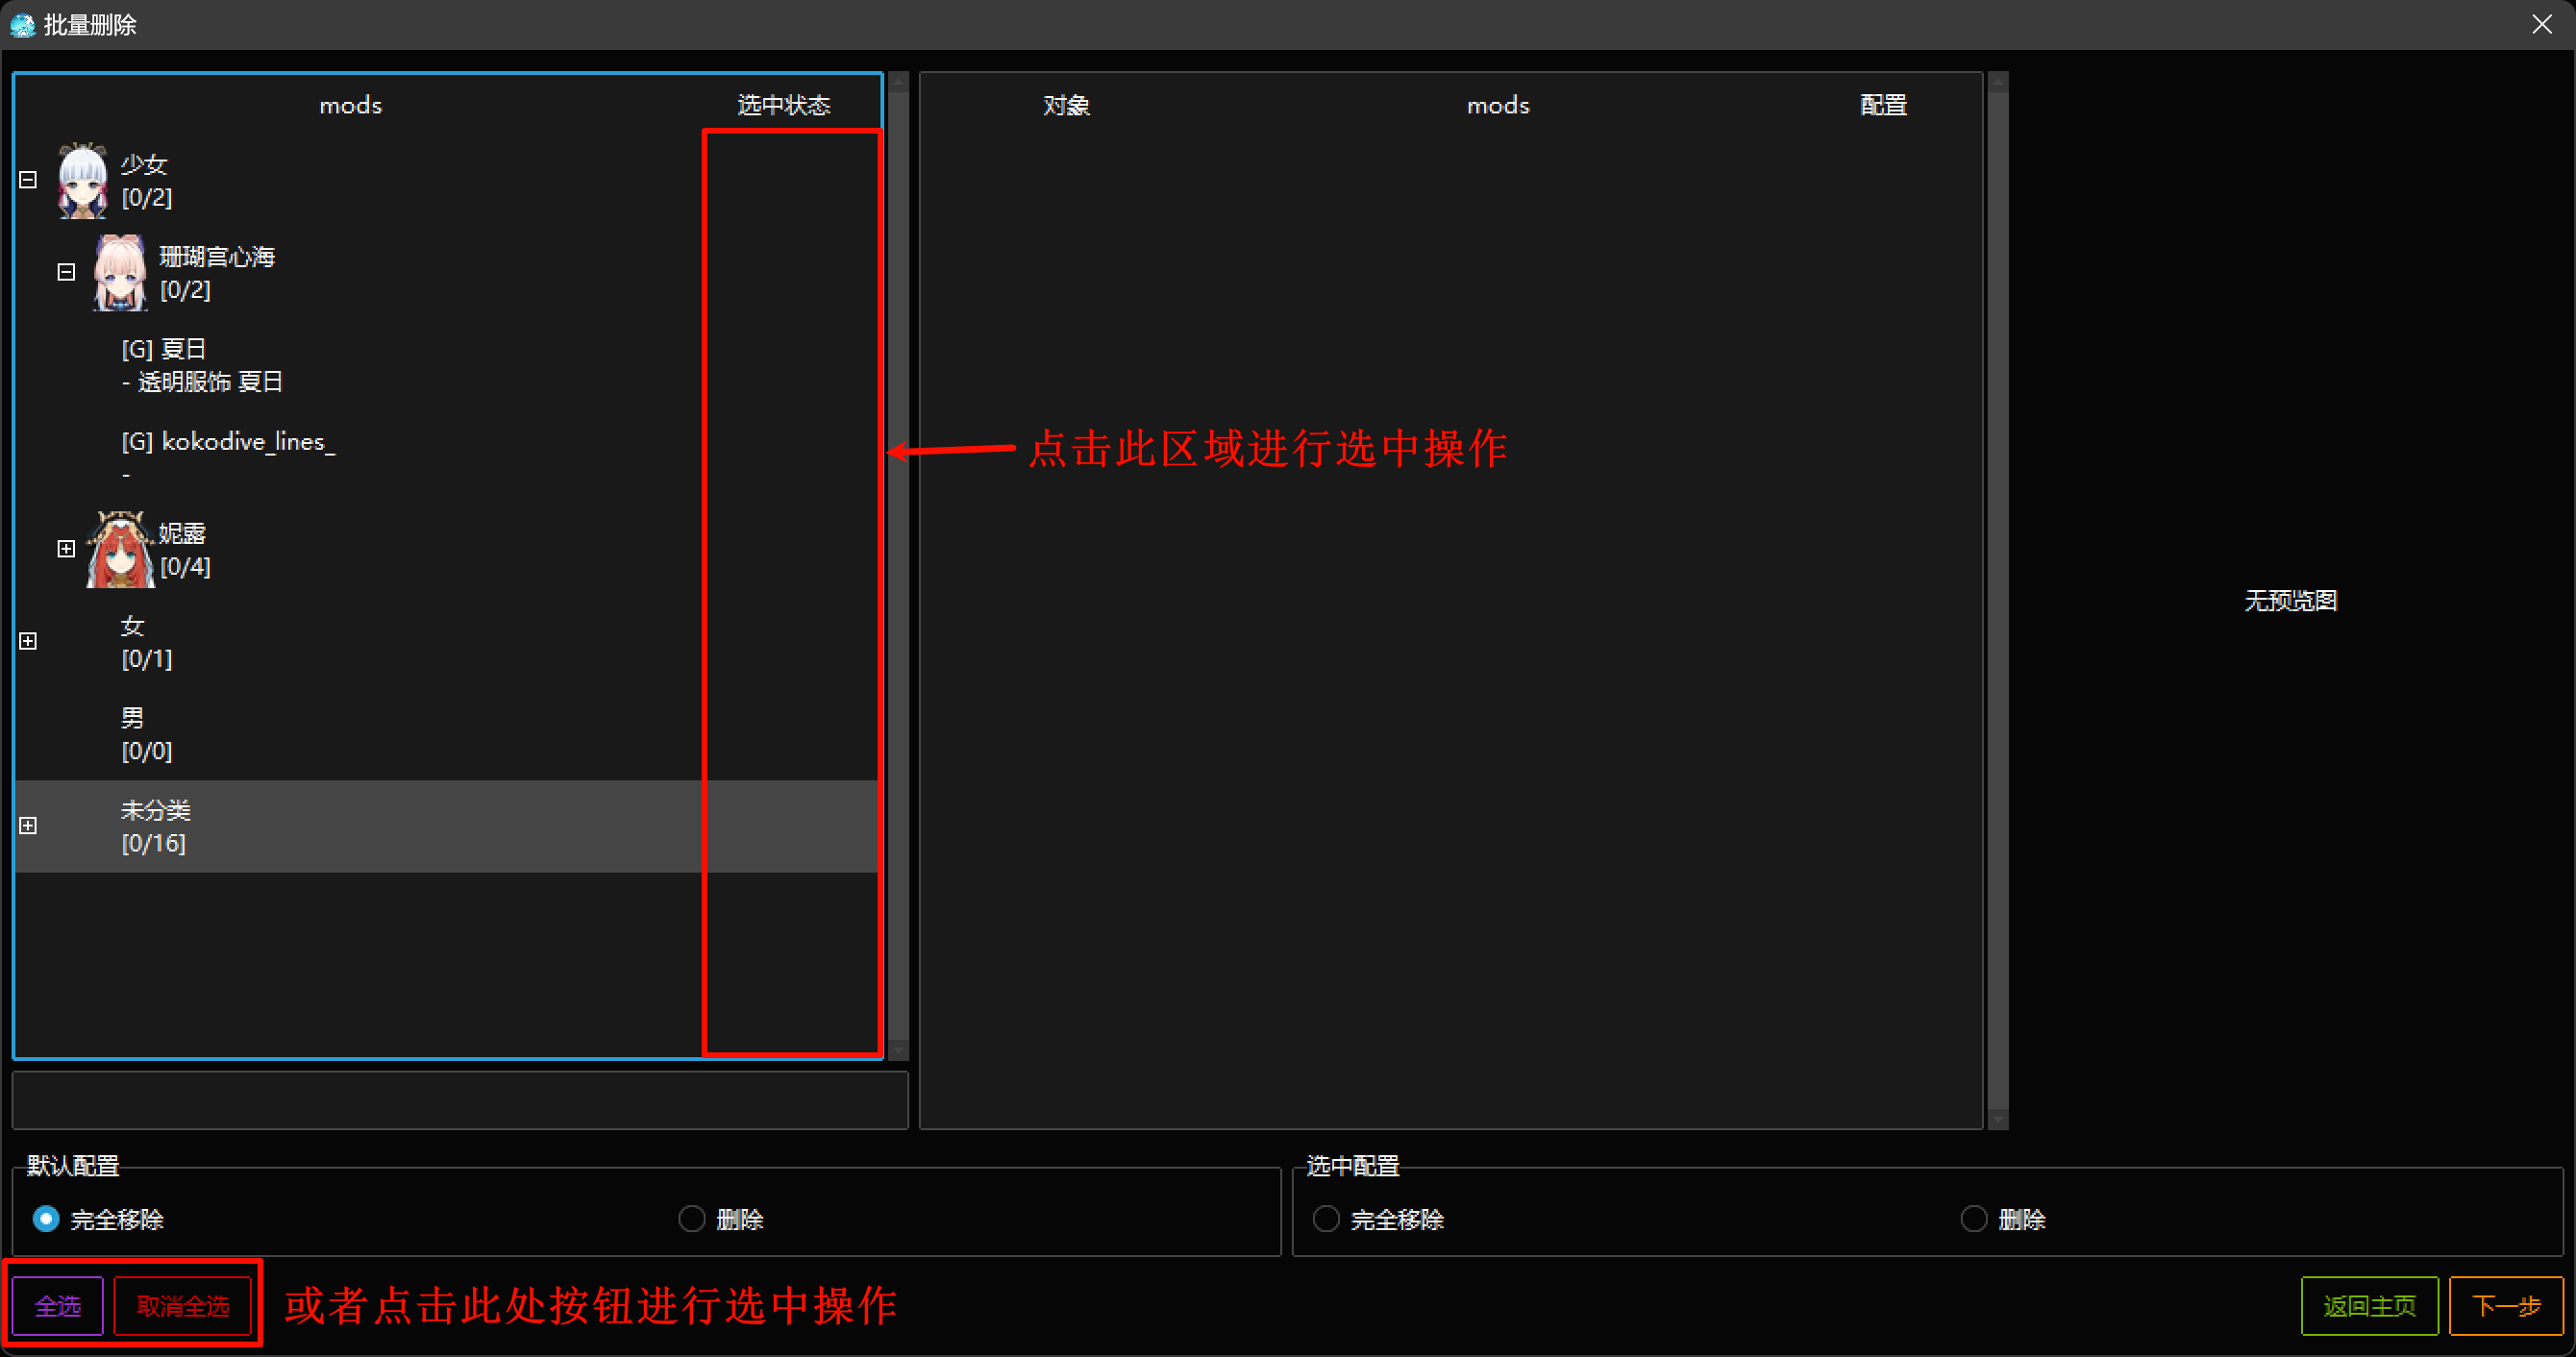 批量删除
mods 选中状态
少女
[0/2]
珊瑚宫心海
[0/2]
[G] 夏日
- 透明服饰 夏日
[G] kokodive_lines_
-
妮露
[0/4]
女
[0/1]
男
[0/0]
未分类
[0/16]
对象 mods 配置
点击此区域进行选中操作
无预览图
默认配置
完全移除 删除
选中配置
完全移除 删除
全选 取消全选 或者点击此处按钮进行选中操作
返回主页 下一步